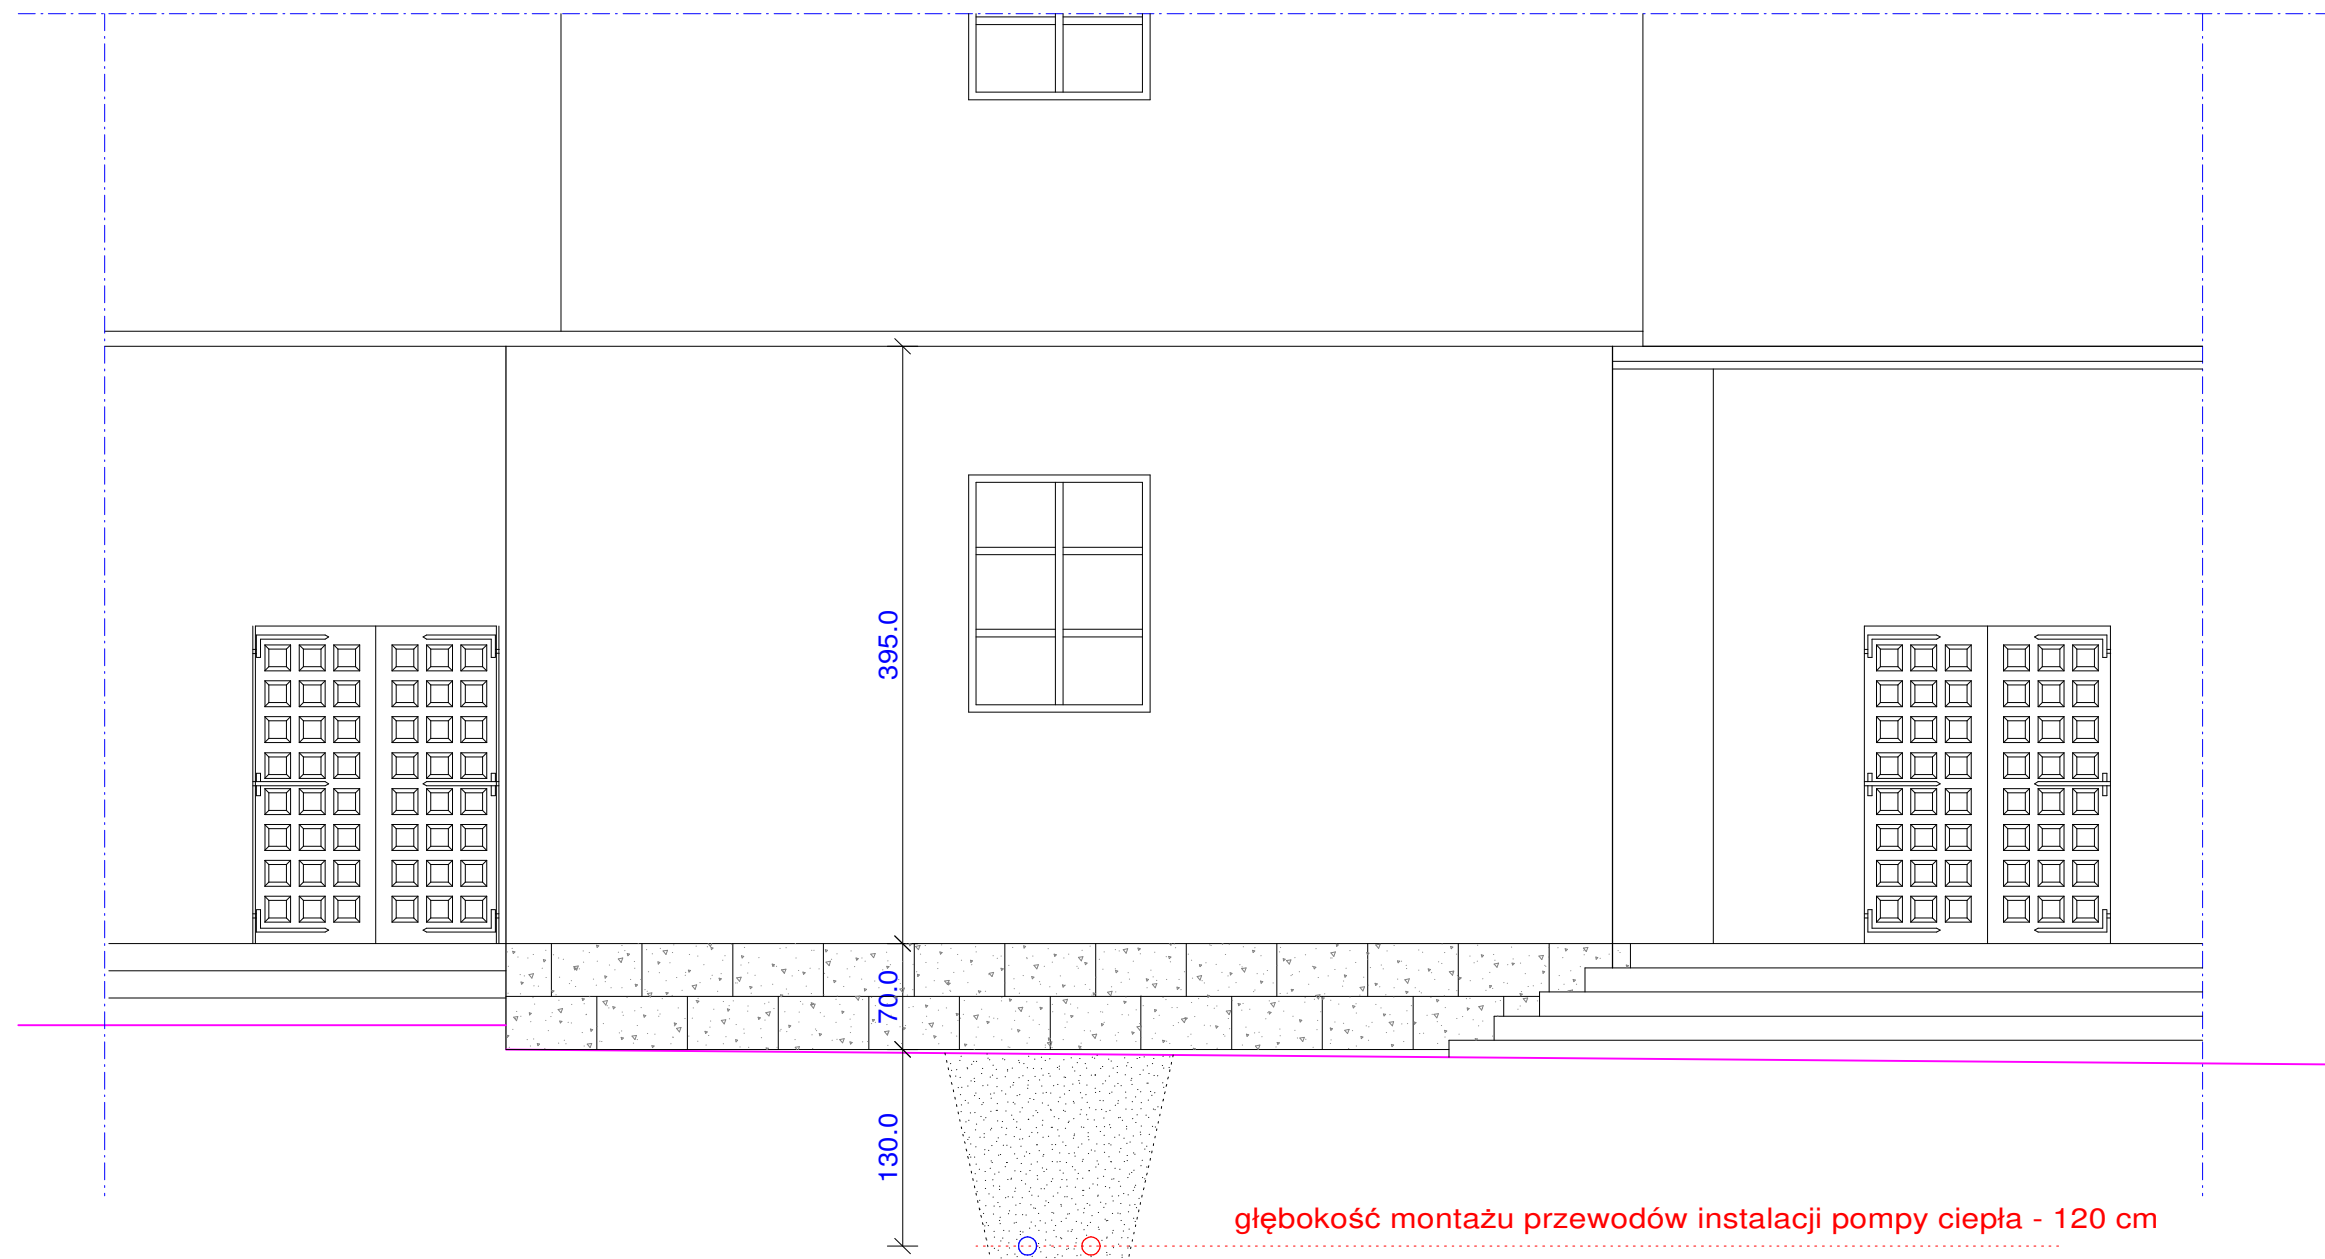 395.0
70.0
130.0
głębokość montażu przewodów instalacji pompy ciepła - 120 cm